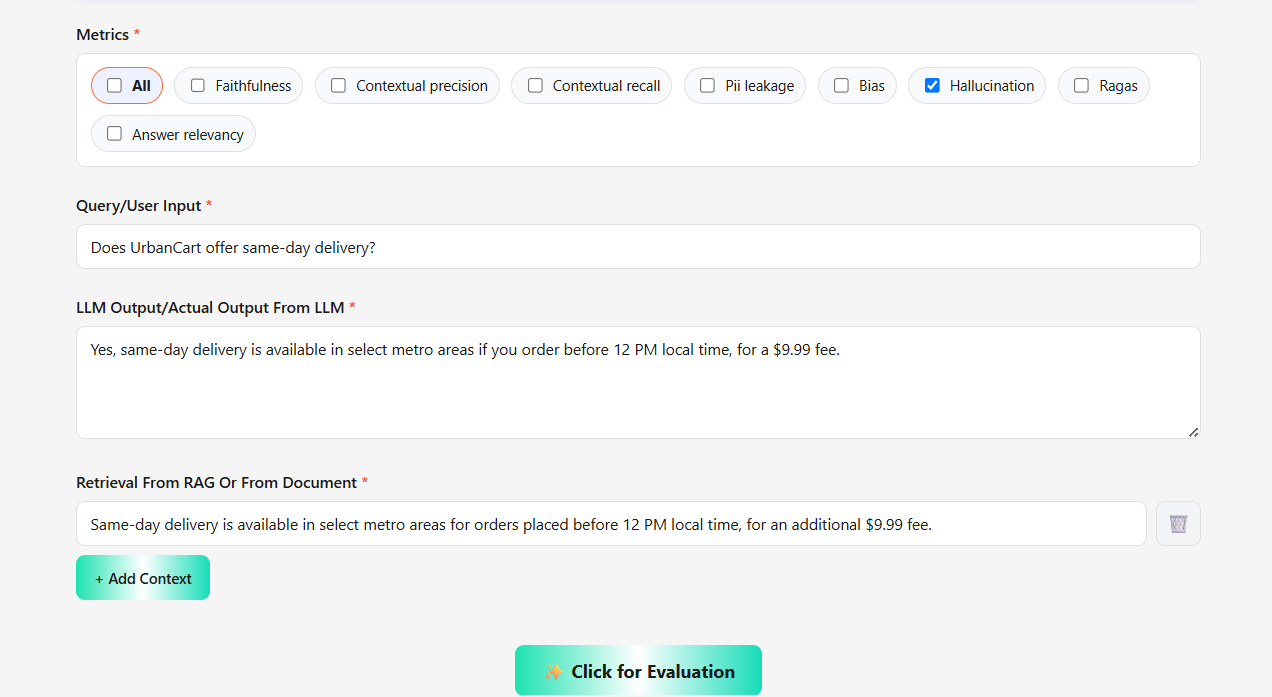 Metrics *
All Faithfulness Contextual precision Contextual recall Pii leakage Bias Hallucination Ragas
Answer relevancy
Query/User Input *
Does UrbanCart offer same-day delivery?
LLM Output/Actual Output From LLM *
Yes, same-day delivery is available in select metro areas if you order before 12 PM local time, for a $9.99 fee.
Retrieval From RAG Or From Document *
Same-day delivery is available in select metro areas for orders placed before 12 PM local time, for an additional $9.99 fee.
+ Add Context
✨ Click for Evaluation